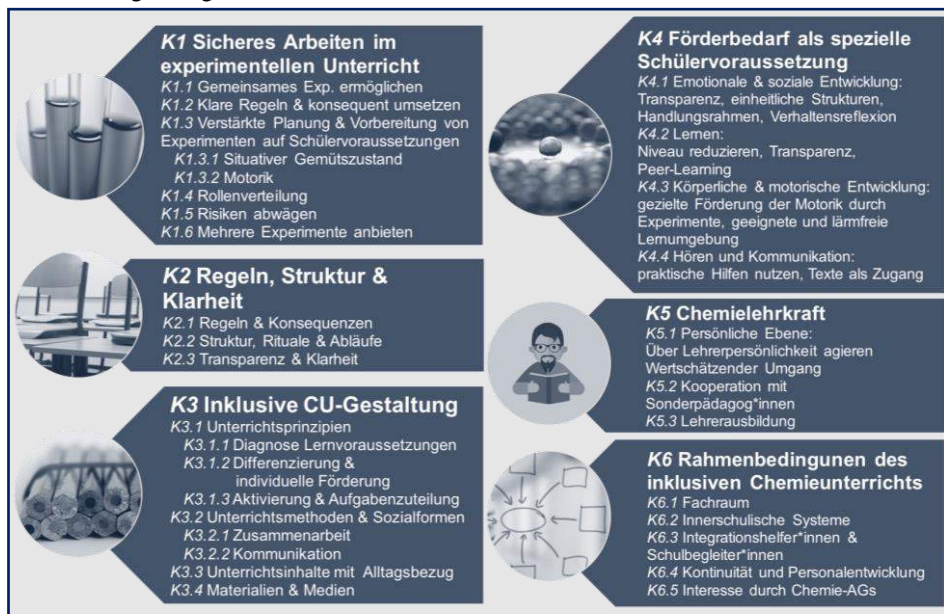 K1 Sicheres Arbeiten im
experimentellen Unterricht
K1.1 Gemeinsames Exp. ermöglichen
K1.2 Klare Regeln & konsequent umsetzen
K1.3 Verstärkte Planung & Vorbereitung von
Experimenten auf Schülervoraussetzungen
K1.3.1 Situativer Gemütszustand
K1.3.2 Motorik
K1.4 Rollenverteilung
K1.5 Risiken abwägen
K1.6 Mehrere Experimente anbieten
K2 Regeln, Struktur &
Klarheit
K2.1 Regeln & Konsequenzen
K2.2 Struktur, Rituale & Abläufe
K2.3 Transparenz & Klarheit
K3 Inklusive CU-Gestaltung
K3.1 Unterrichtsprinzipien
K3.1.1 Diagnose Lernvoraussetzungen
K3.1.2 Differenzierung &
individuelle Förderung
K3.1.3 Aktivierung & Aufgabenzuteilung
K3.2 Unterrichtsmethoden & Sozialformen
K3.2.1 Zusammenarbeit
K3.2.2 Kommunikation
K3.3 Unterrichtsinhalte mit Alltagsbezug
K3.4 Materialien & Medien
K4 Förderbedarf als spezielle
Schülervoraussetzung
K4.1 Emotionale & soziale Entwicklung:
Transparenz, einheitliche Strukturen,
Handlungsrahmen, Verhaltensreflexion
K4.2 Lernen:
Niveau reduzieren, Transparenz,
Peer-Learning
K4.3 Körperliche & motorische Entwicklung:
gezielte Förderung der Motorik durch
Experimente, geeignete und lärmfreie
Lernumgebung
K4.4 Hören und Kommunikation:
praktische Hilfen nutzen, Texte als Zugang
K5 Chemielehrkraft
K5.1 Persönliche Ebene:
Über Lehrerpersönlichkeit agieren
Wertschätzender Umgang
K5.2 Kooperation mit
Sonderpädagog*innen
K5.3 Lehrerausbildung
K6 Rahmenbedingunen des
inklusiven Chemieunterrichts
K6.1 Fachraum
K6.2 Innerschulische Systeme
K6.3 Integrationshelfer*innen &
Schulbegleiter*innen
K6.4 Kontinuität und Personalentwicklung
K6.5 Interesse durch Chemie-AGs